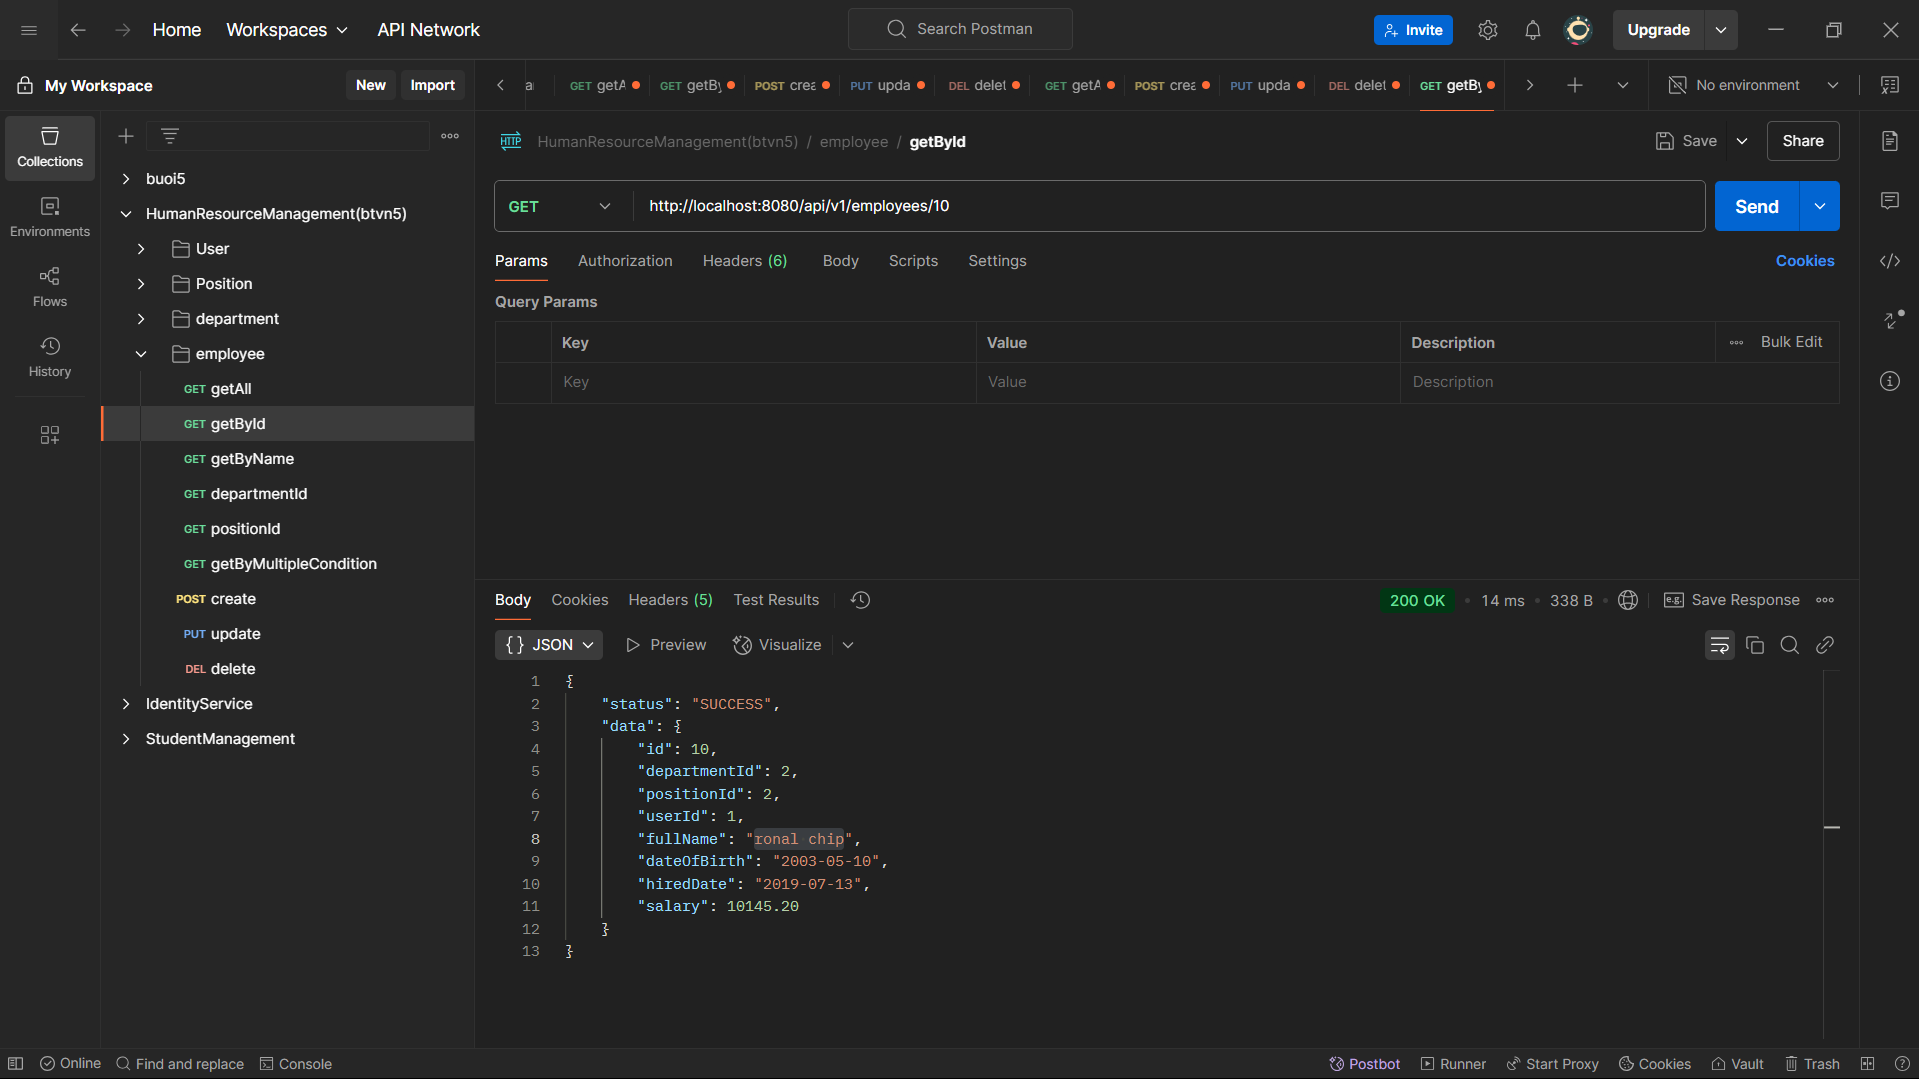 Home Workspaces API Network Search Postman Invite Upgrade
My Workspace New Import
GET getA GET getBy POST crea PUT upda DEL delet GET getA POST crea PUT upda DEL delet GET getBy No environment
Collections
Environments
Flows
History
buoi5
HumanResourceManagement(btvn5)
User
Position
department
employee
GET getAll
GET getById
GET getByName
GET departmentId
GET positionId
GET getByMultipleCondition
POST create
PUT update
DEL delete
IdentityService
StudentManagement
HTTP HumanResourceManagement(btvn5) / employee / getById Save Share
GET http://localhost:8080/api/v1/employees/10 Send
Params Authorization Headers (6) Body Scripts Settings Cookies
Query Params
Key Value Description Bulk Edit
Key Value Description
Body Cookies Headers (5) Test Results 200 OK 14 ms 338 B e.g. Save Response
{} JSON Preview Visualize
1 {
2 "status": "SUCCESS",
3 "data": {
4 "id": 10,
5 "departmentId": 2,
6 "positionId": 2,
7 "userId": 1,
8 "fullName": "ronal chip",
9 "dateOfBirth": "2003-05-10",
10 "hiredDate": "2019-07-13",
11 "salary": 10145.20
12 }
13 }
Online Find and replace Console Postbot Runner Start Proxy Cookies Vault Trash